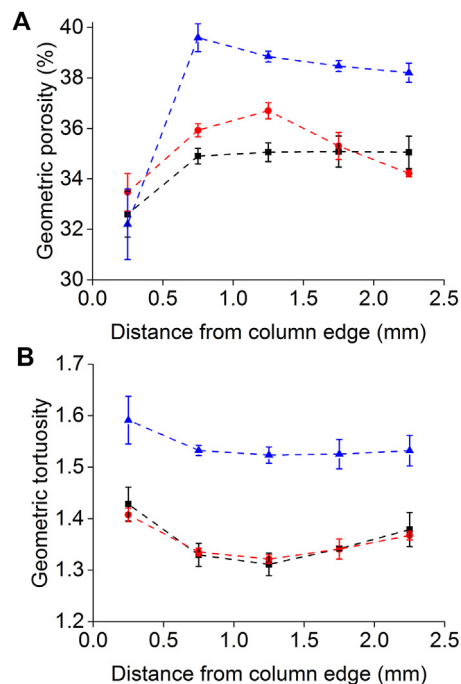 A
Geometric porosity (%)
40
38
36
34
32
30
0.0 0.5 1.0 1.5 2.0 2.5
Distance from column edge (mm)
B
Geometric tortuosity
1.7
1.6
1.5
1.4
1.3
1.2
0.0 0.5 1.0 1.5 2.0 2.5
Distance from column edge (mm)